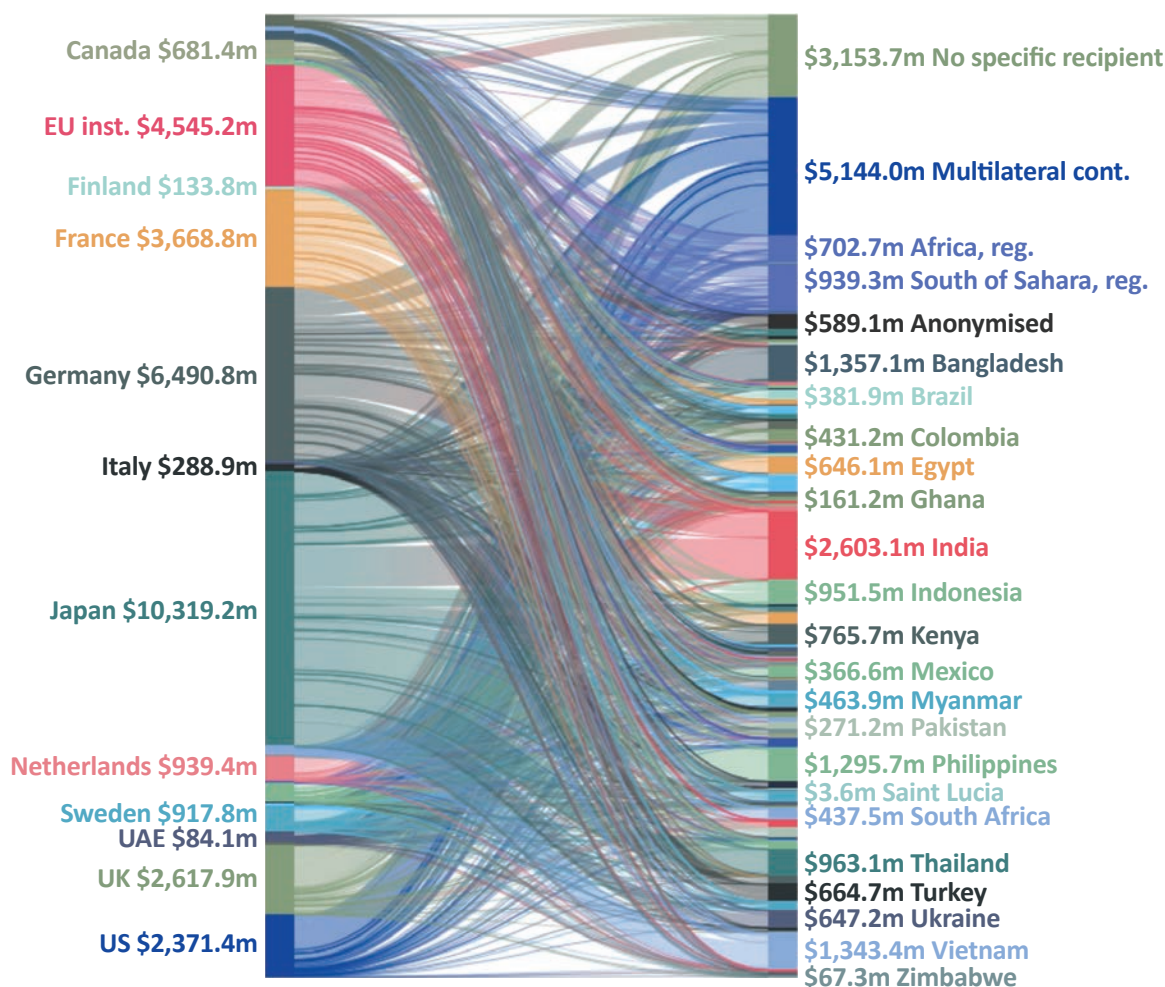 Canada $681.4m
EU inst. $4,545.2m
Finland $133.8m
France $3,668.8m
Germany $6,490.8m
Italy $288.9m
Japan $10,319.2m
Netherlands $939.4m
Sweden $917.8m
UAE $84.1m
UK $2,617.9m
US $2,371.4m
$3,153.7m No specific recipient
$5,144.0m Multilateral cont.
$702.7m Africa, reg.
$939.3m South of Sahara, reg.
$589.1m Anonymised
$1,357.1m Bangladesh
$381.9m Brazil
$431.2m Colombia
$646.1m Egypt
$161.2m Ghana
$2,603.1m India
$951.5m Indonesia
$765.7m Kenya
$366.6m Mexico
$463.9m Myanmar
$271.2m Pakistan
$1,295.7m Philippines
$3.6m Saint Lucia
$437.5m South Africa
$963.1m Thailand
$664.7m Turkey
$647.2m Ukraine
$1,343.4m Vietnam
$67.3m Zimbabwe